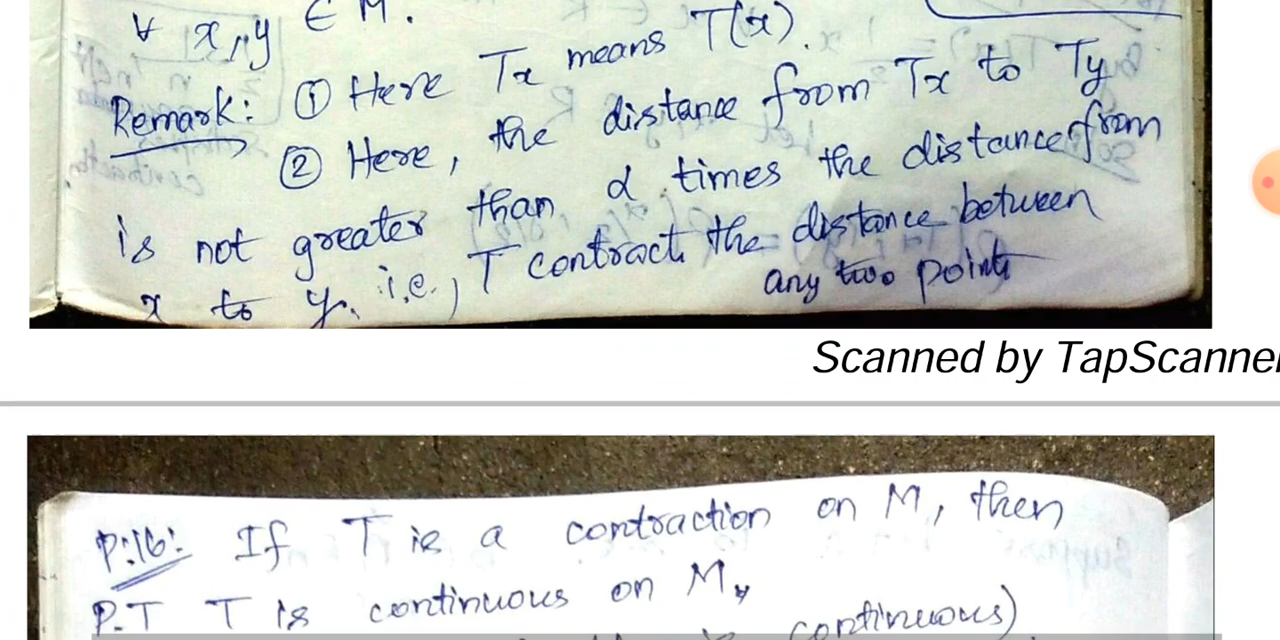 ∀ x, y ∈ M.
Remark: ① Here Tx means T(x).
② Here, the distance from Tx to Ty
is not greater than α times the distance from
x to y. i.e., T contract the distance between
any two points
Scanned by TapScanne
P:16: If T is a contraction on M, then
P.T T is continuous on M,
continuous)